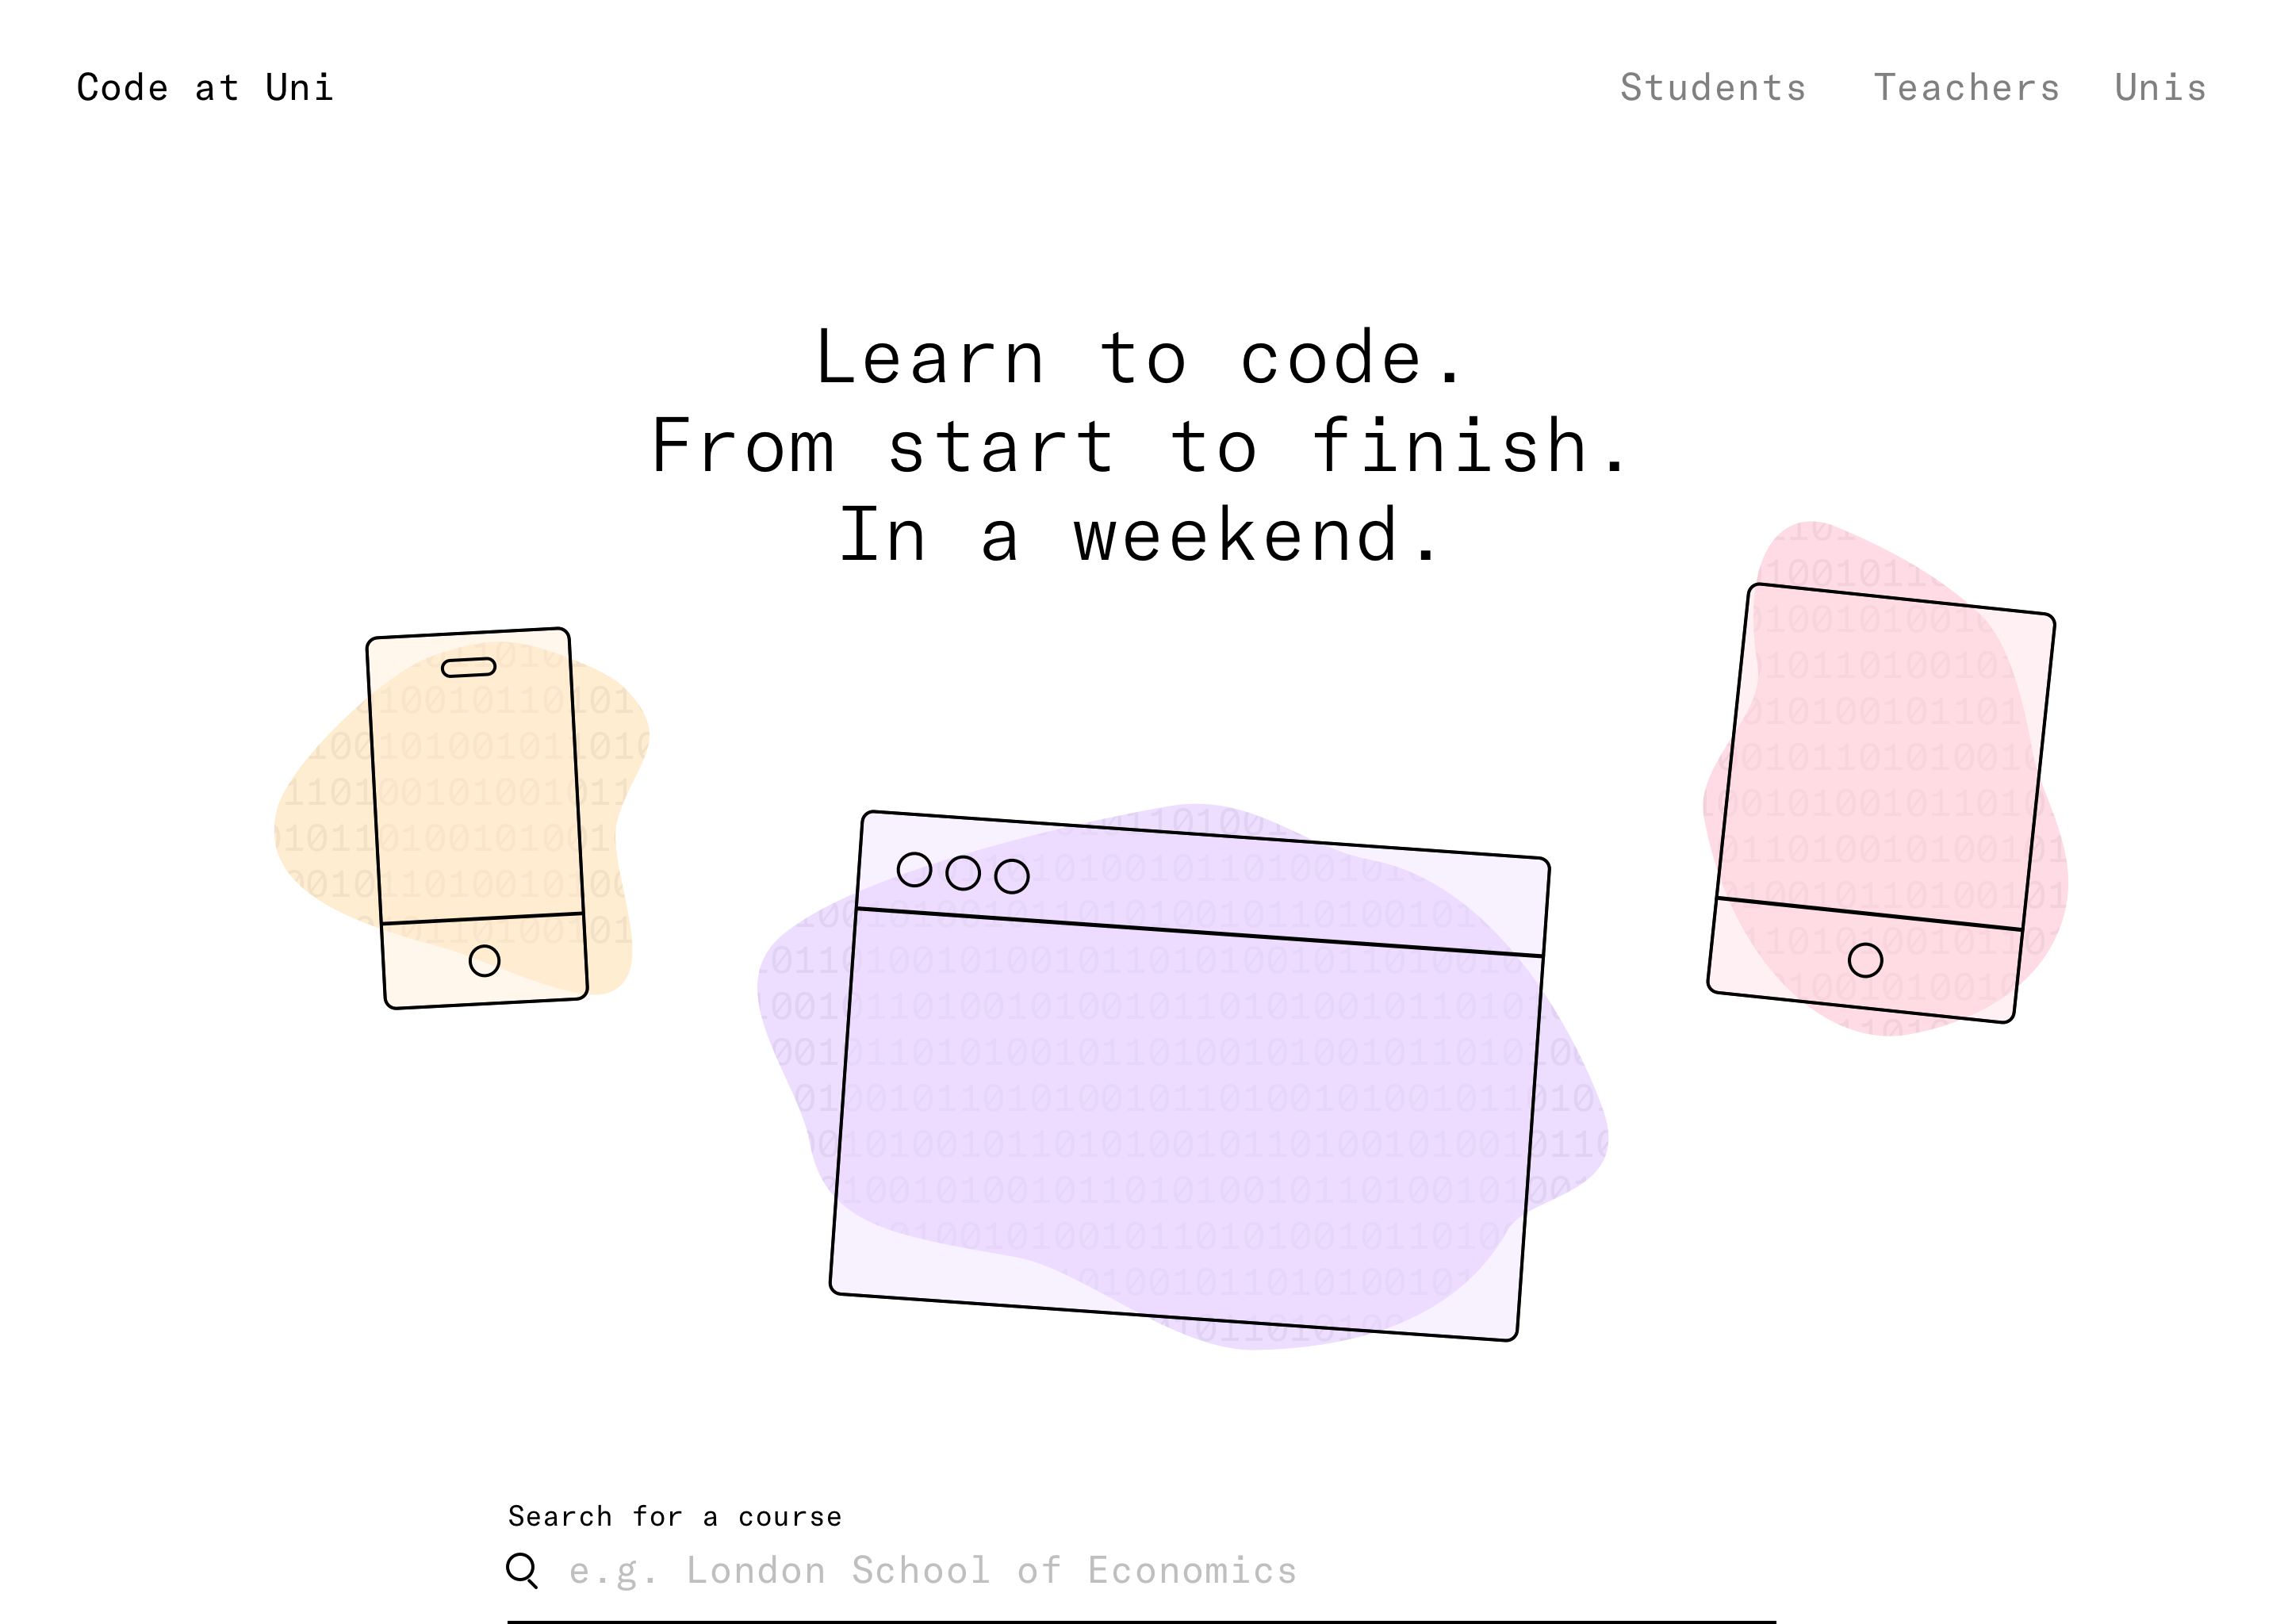 Code at Uni
Students Teachers Unis
Learn to code.
From start to finish.
In a weekend.
Search for a course
e.g. London School of Economics